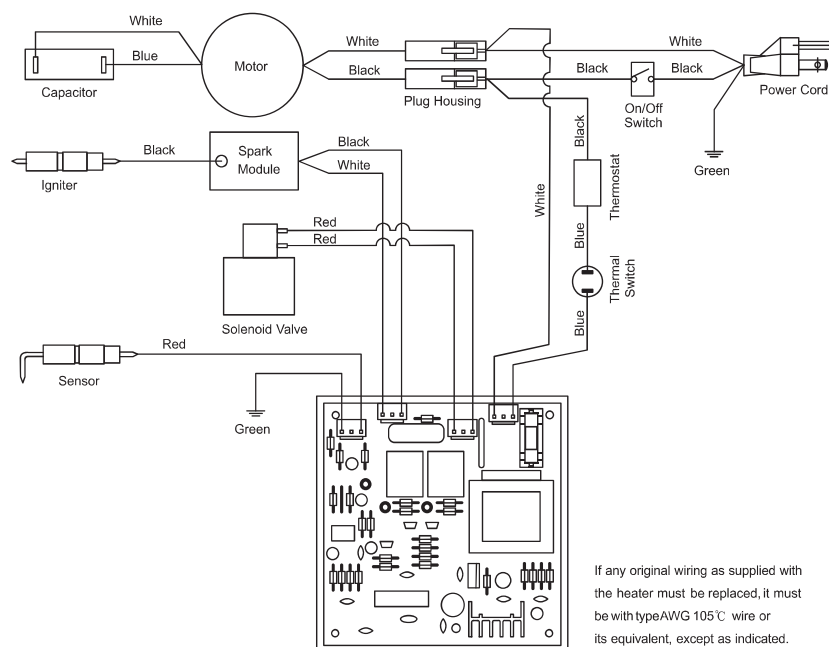 White
Blue
Capacitor
Motor
White
Black
Plug Housing
White
Black
Black
On/Off
Switch
Power Cord
Green
Igniter
Black
Spark
Module
Black
White
White
Black
Thermostat
Blue
Thermal
Switch
Blue
Red
Red
Solenoid Valve
Sensor
Red
Green
If any original wiring as supplied with
the heater must be replaced, it must
be with type AWG 105℃ wire or
its equivalent, except as indicated.